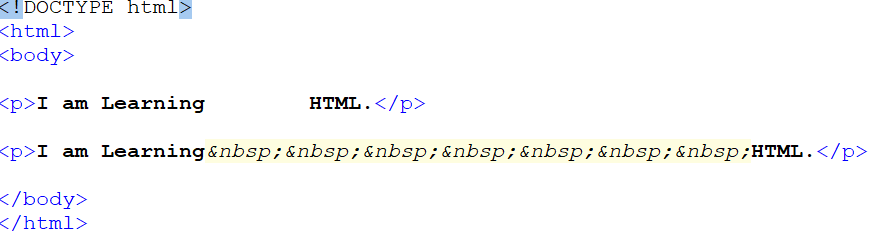 <!DOCTYPE html>
<html>
<body>
<p>I am Learning        HTML.</p>
<p>I am Learning&nbsp;&nbsp;&nbsp;&nbsp;&nbsp;&nbsp;&nbsp;HTML.</p>
</body>
</html>